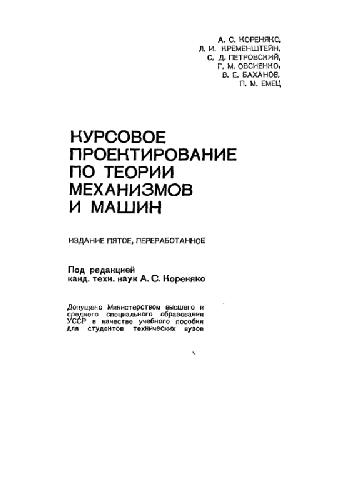 А. С. КОРЕНЯКО,
Л. И. КРЕМЕНШТЕЙН,
С. Д. ПЕТРОВСКИЙ,
Г. М. ОВСИЕНКО,
В. Е. БАХАНОВ,
П. М. ЕМЕЦ
КУРСОВОЕ
ПРОЕКТИРОВАНИЕ
ПО ТЕОРИИ
МЕХАНИЗМОВ
И МАШИН
ИЗДАНИЕ ПЯТОЕ, ПЕРЕРАБОТАННОЕ
Под редакцией
канд. техн. наук А. С. Кореняко
Допущено Министерством высшего и
среднего специального образования
УССР в качестве учебного пособия
для студентов технических вузов